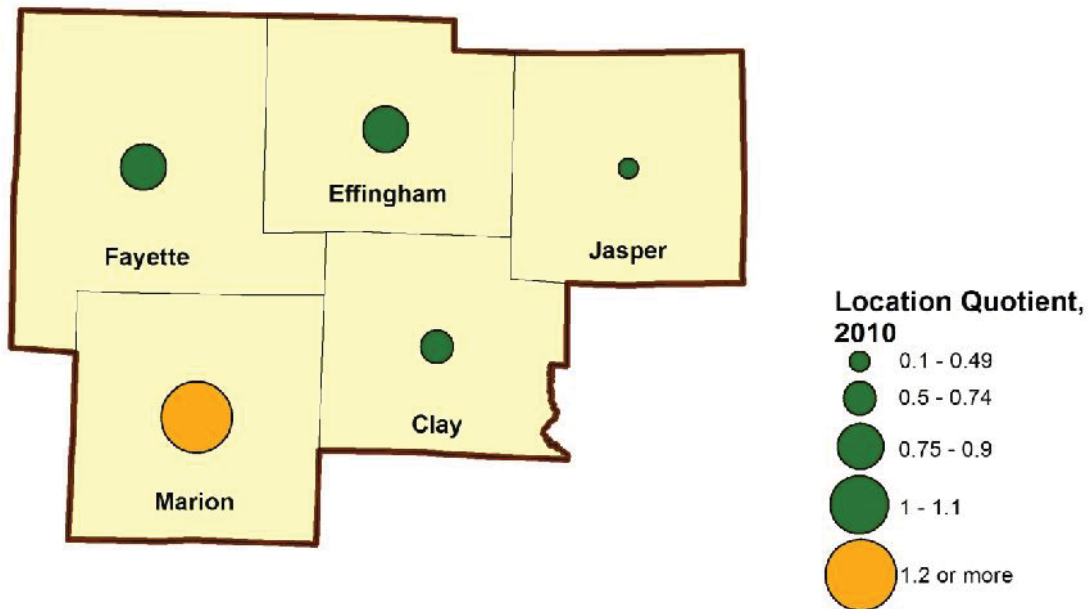 Effingham
Jasper
Fayette
Clay
Marion
Location Quotient,
2010
0.1 - 0.49
0.5 - 0.74
0.75 - 0.9
1 - 1.1
1.2 or more